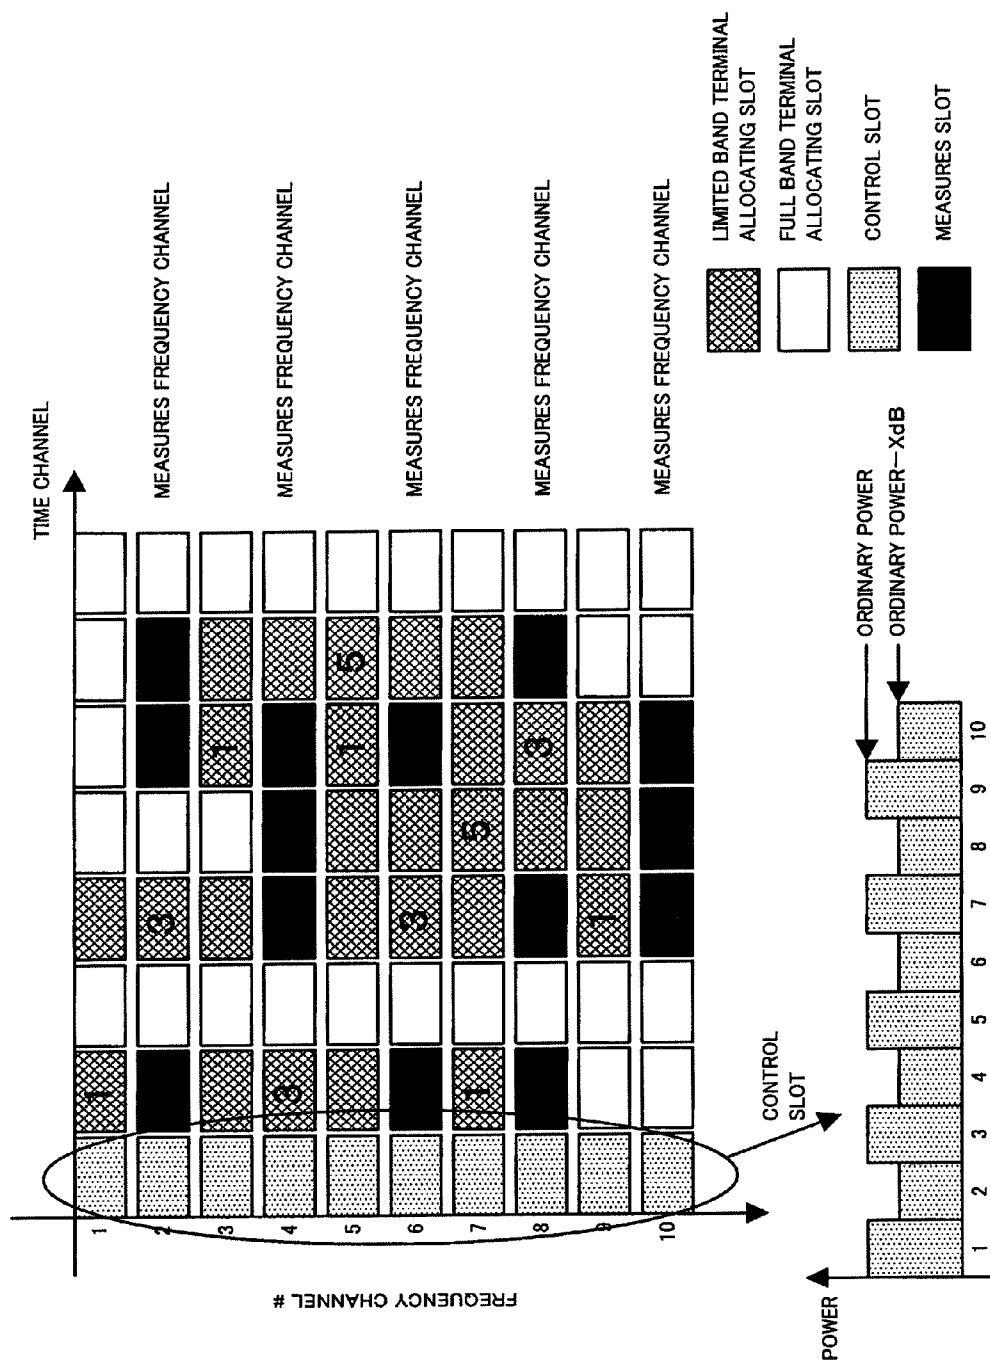 TIME CHANNEL
FREQUENCY CHANNEL #
1 1
2 3 MEASURES FREQUENCY CHANNEL
3 1
4 3 MEASURES FREQUENCY CHANNEL
5 1 5
6 3 MEASURES FREQUENCY CHANNEL
7 1 5
8 3 MEASURES FREQUENCY CHANNEL
9 1
10 MEASURES FREQUENCY CHANNEL
CONTROL
SLOT
POWER
ORDINARY POWER
ORDINARY POWER—XdB
1 2 3 4 5 6 7 8 9 10
LIMITED BAND TERMINAL
ALLOCATING SLOT
FULL BAND TERMINAL
ALLOCATING SLOT
CONTROL SLOT
MEASURES SLOT